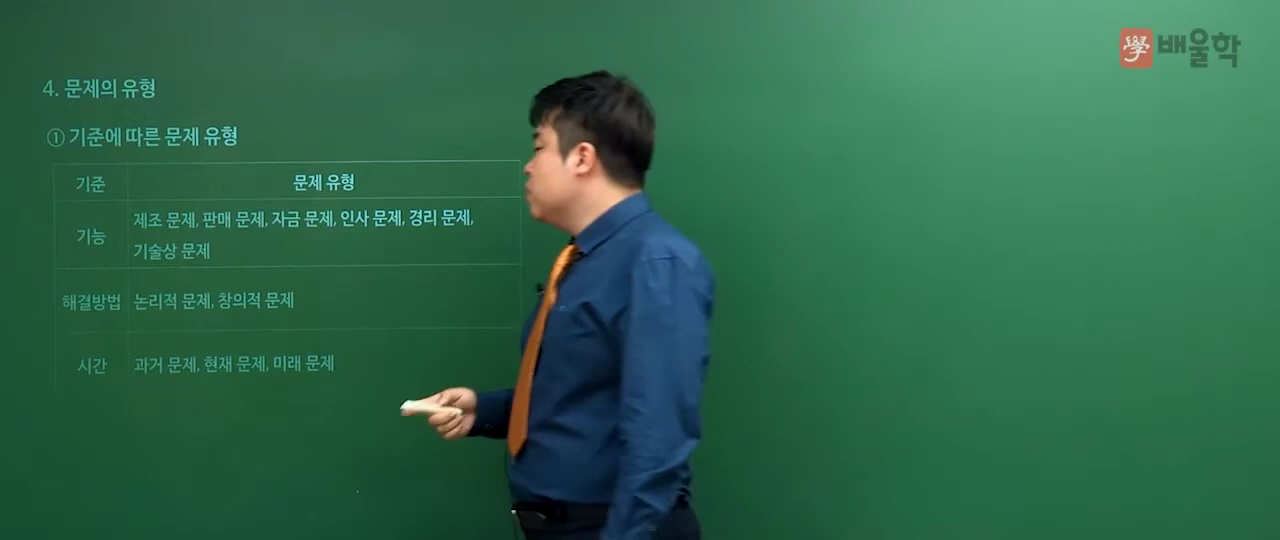 學 배울학
4. 문제의 유형
① 기준에 따른 문제 유형
기준 문제 유형
기능 제조 문제, 판매 문제, 자금 문제, 인사 문제, 경리 문제,
기술상 문제
해결방법 논리적 문제, 창의적 문제
시간 과거 문제, 현재 문제, 미래 문제